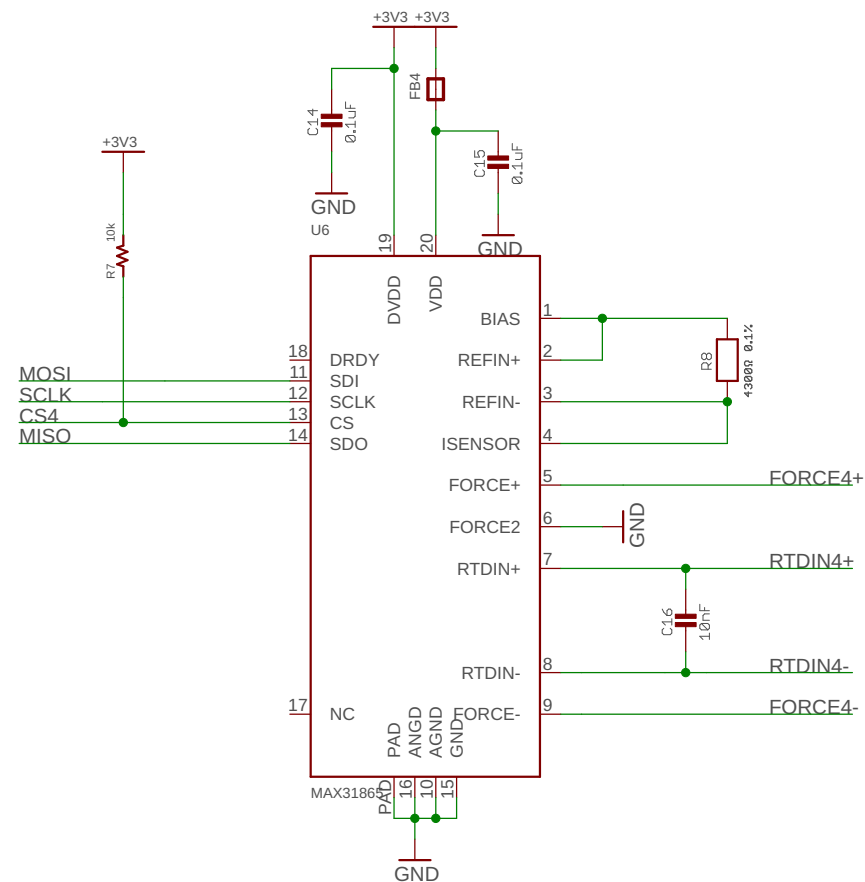 +3V3 +3V3
FB4
C14
0.1uF
+3V3
C15
0.1uF
GND
U6
10k
R7
19
20
GND
DVDD
VDD
BIAS 1
18 DRDY
REFIN+ 2
R8
4300Ω 0.1%
MOSI 11 SDI
SCLK 12 SCLK
REFIN- 3
CS4 13 CS
MISO 14 SDO
ISENSOR 4
FORCE+ 5 FORCE4+
FORCE2 6 GND
RTDIN+ 7 RTDIN4+
C16
10nF
RTDIN- 8 RTDIN4-
17 NC
FORCE- 9 FORCE4-
PAD
ANGD
AGND
GND
MAX31865
PAD
16
10
15
GND